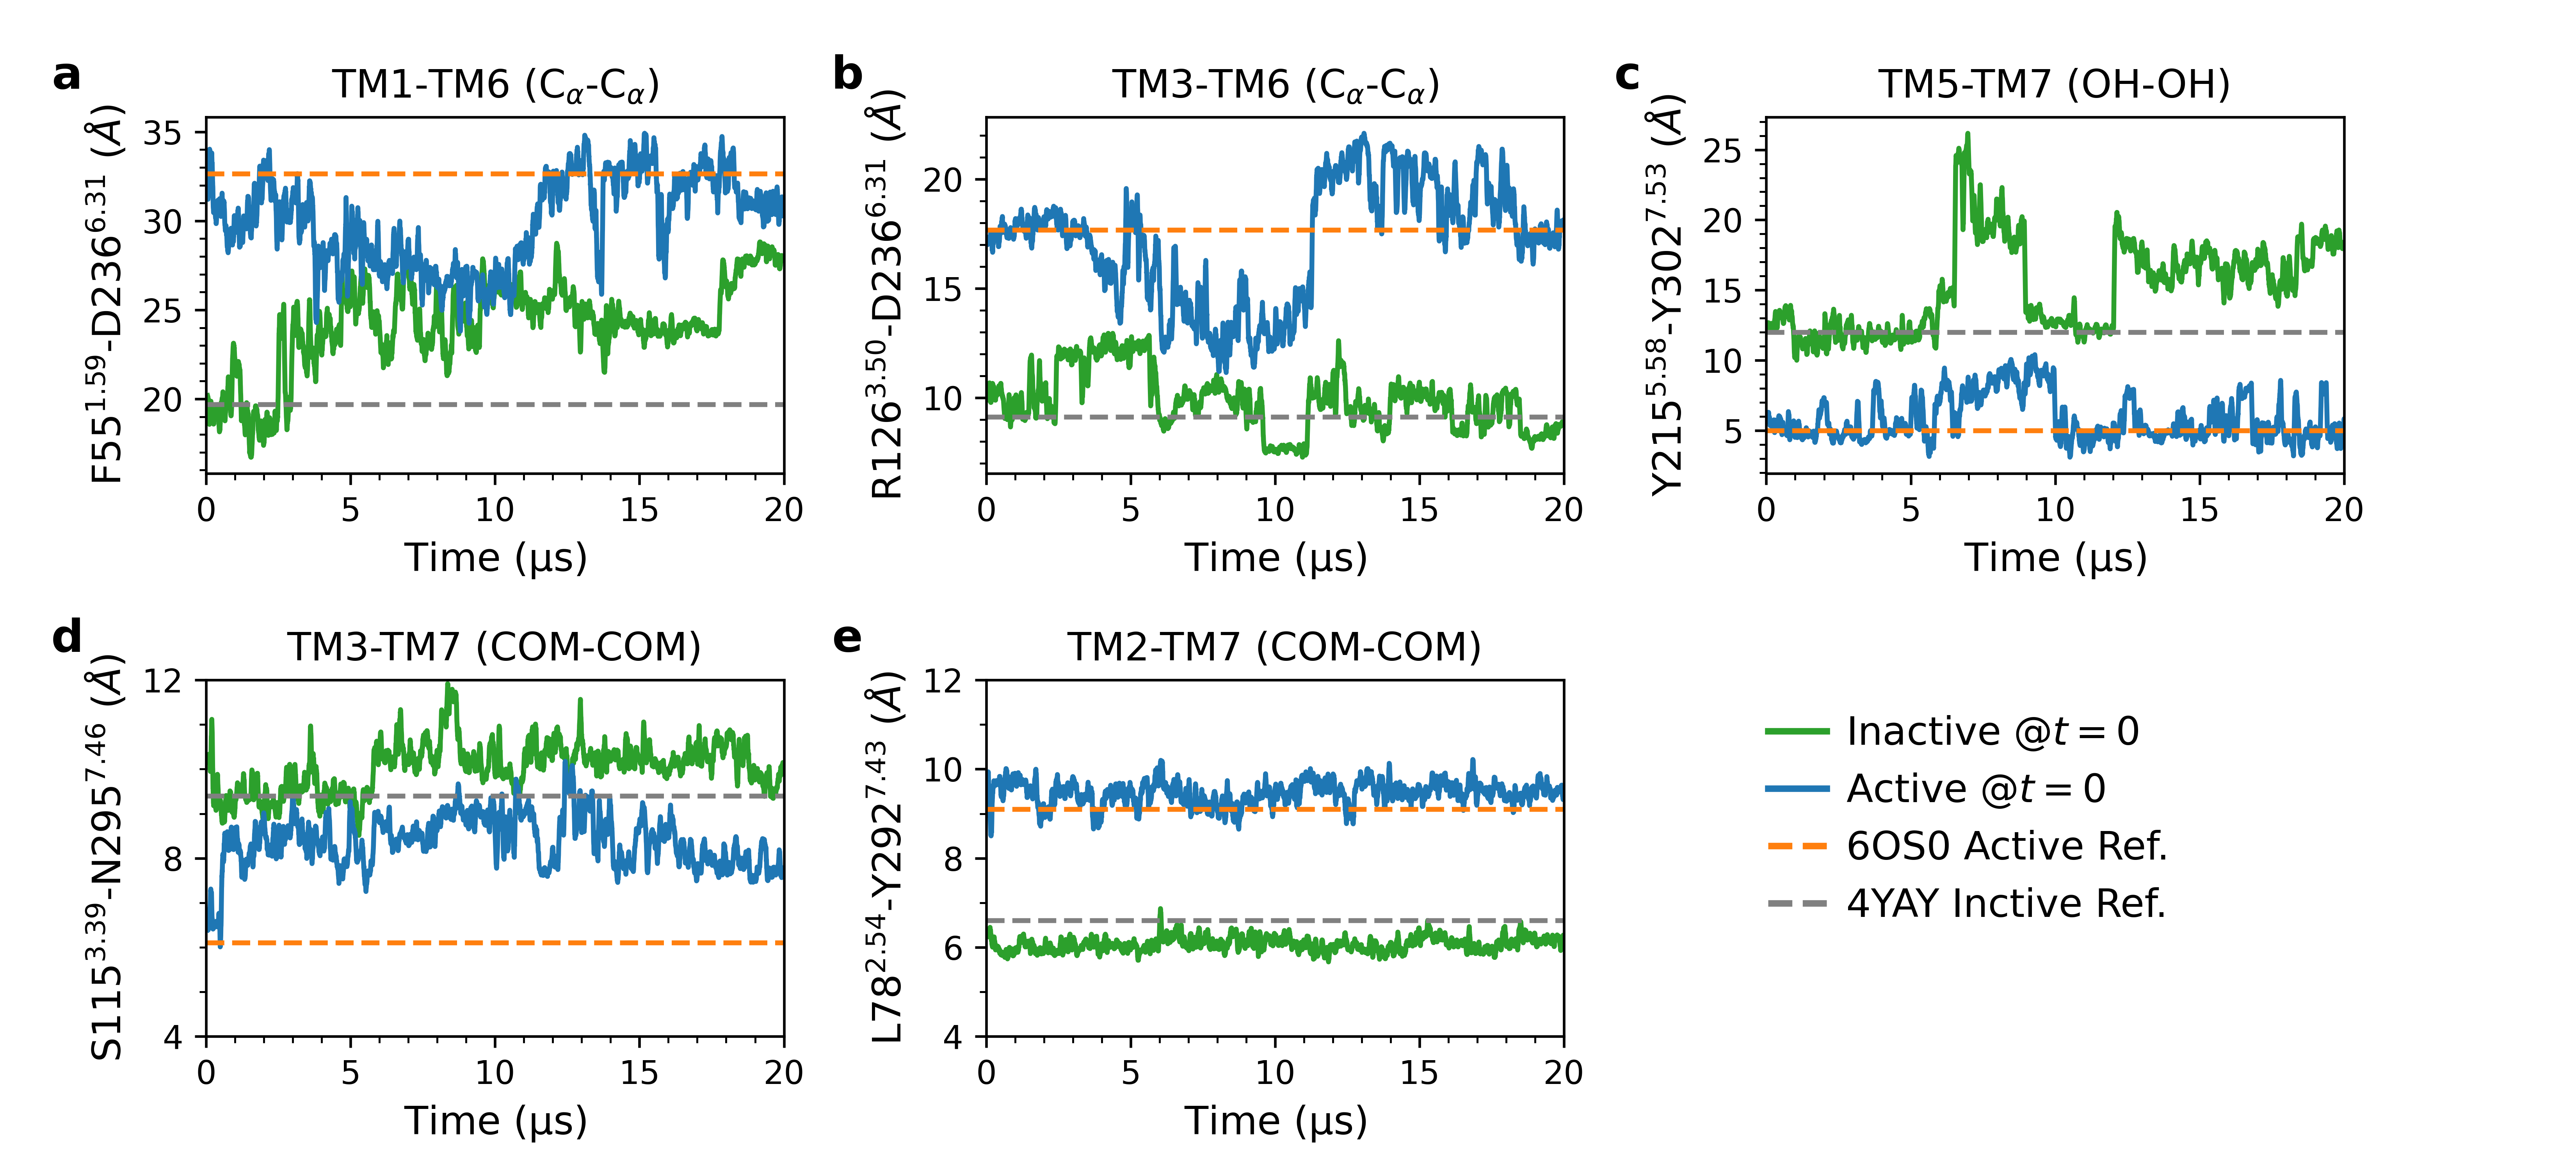 a
TM1-TM6 (Cα-Cα)
F55^1.59-D236^6.31 (Å)
35
30
25
20
0 5 10 15 20
Time (μs)
b
TM3-TM6 (Cα-Cα)
R126^3.50-D236^6.31 (Å)
20
15
10
0 5 10 15 20
Time (μs)
c
TM5-TM7 (OH-OH)
Y215^5.58-Y302^7.53 (Å)
25
20
15
10
5
0 5 10 15 20
Time (μs)
d
TM3-TM7 (COM-COM)
S115^3.39-N295^7.46 (Å)
12
8
4
0 5 10 15 20
Time (μs)
e
TM2-TM7 (COM-COM)
L78^2.54-Y292^7.43 (Å)
12
10
8
6
4
0 5 10 15 20
Time (μs)
Inactive @t = 0
Active @t = 0
6OS0 Active Ref.
4YAY Inctive Ref.